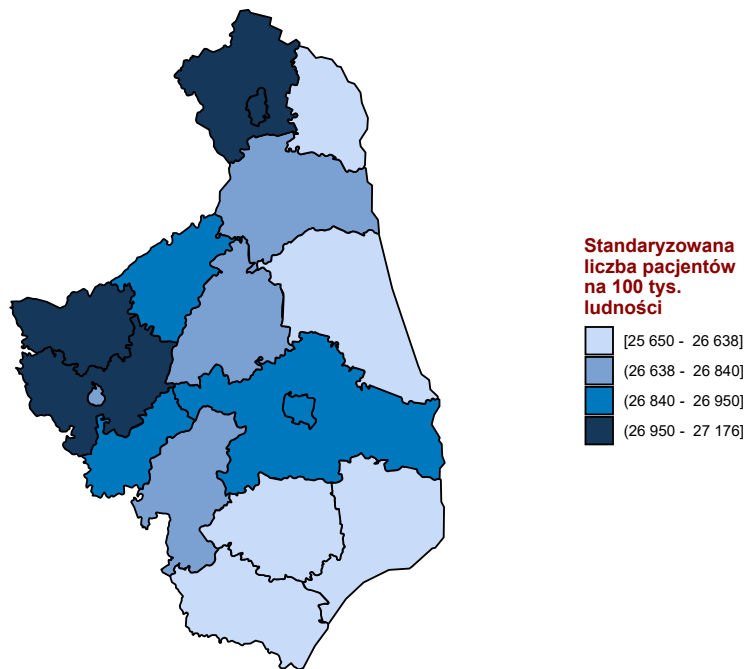 Standaryzowana
liczba pacjentów
na 100 tys.
ludności
[25 650 - 26 638]
(26 638 - 26 840]
(26 840 - 26 950]
(26 950 - 27 176]